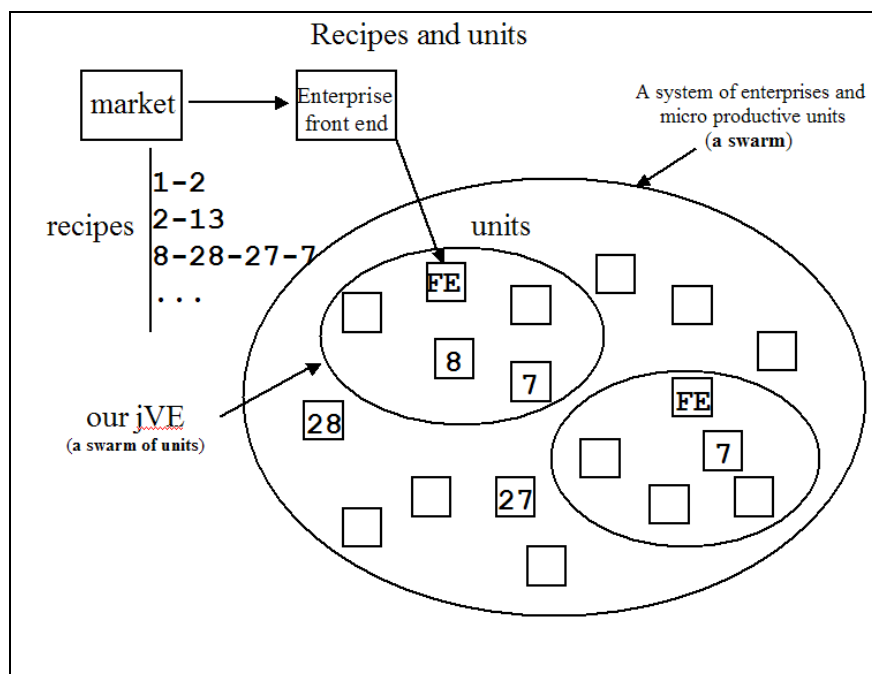 Recipes and units
market
Enterprise
front end
A system of enterprises and
micro productive units
(a swarm)
recipes
1-2
2-13
8-28-27-7
...
units
FE
8
7
our jVE
(a swarm of units)
28
FE
7
27